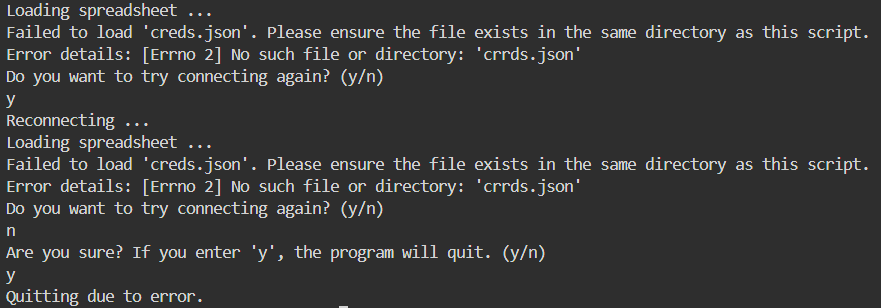 Loading spreadsheet ...
Failed to load 'creds.json'. Please ensure the file exists in the same directory as this script.
Error details: [Errno 2] No such file or directory: 'crrds.json'
Do you want to try connecting again? (y/n)
y
Reconnecting ...
Loading spreadsheet ...
Failed to load 'creds.json'. Please ensure the file exists in the same directory as this script.
Error details: [Errno 2] No such file or directory: 'crrds.json'
Do you want to try connecting again? (y/n)
n
Are you sure? If you enter 'y', the program will quit. (y/n)
y
Quitting due to error.